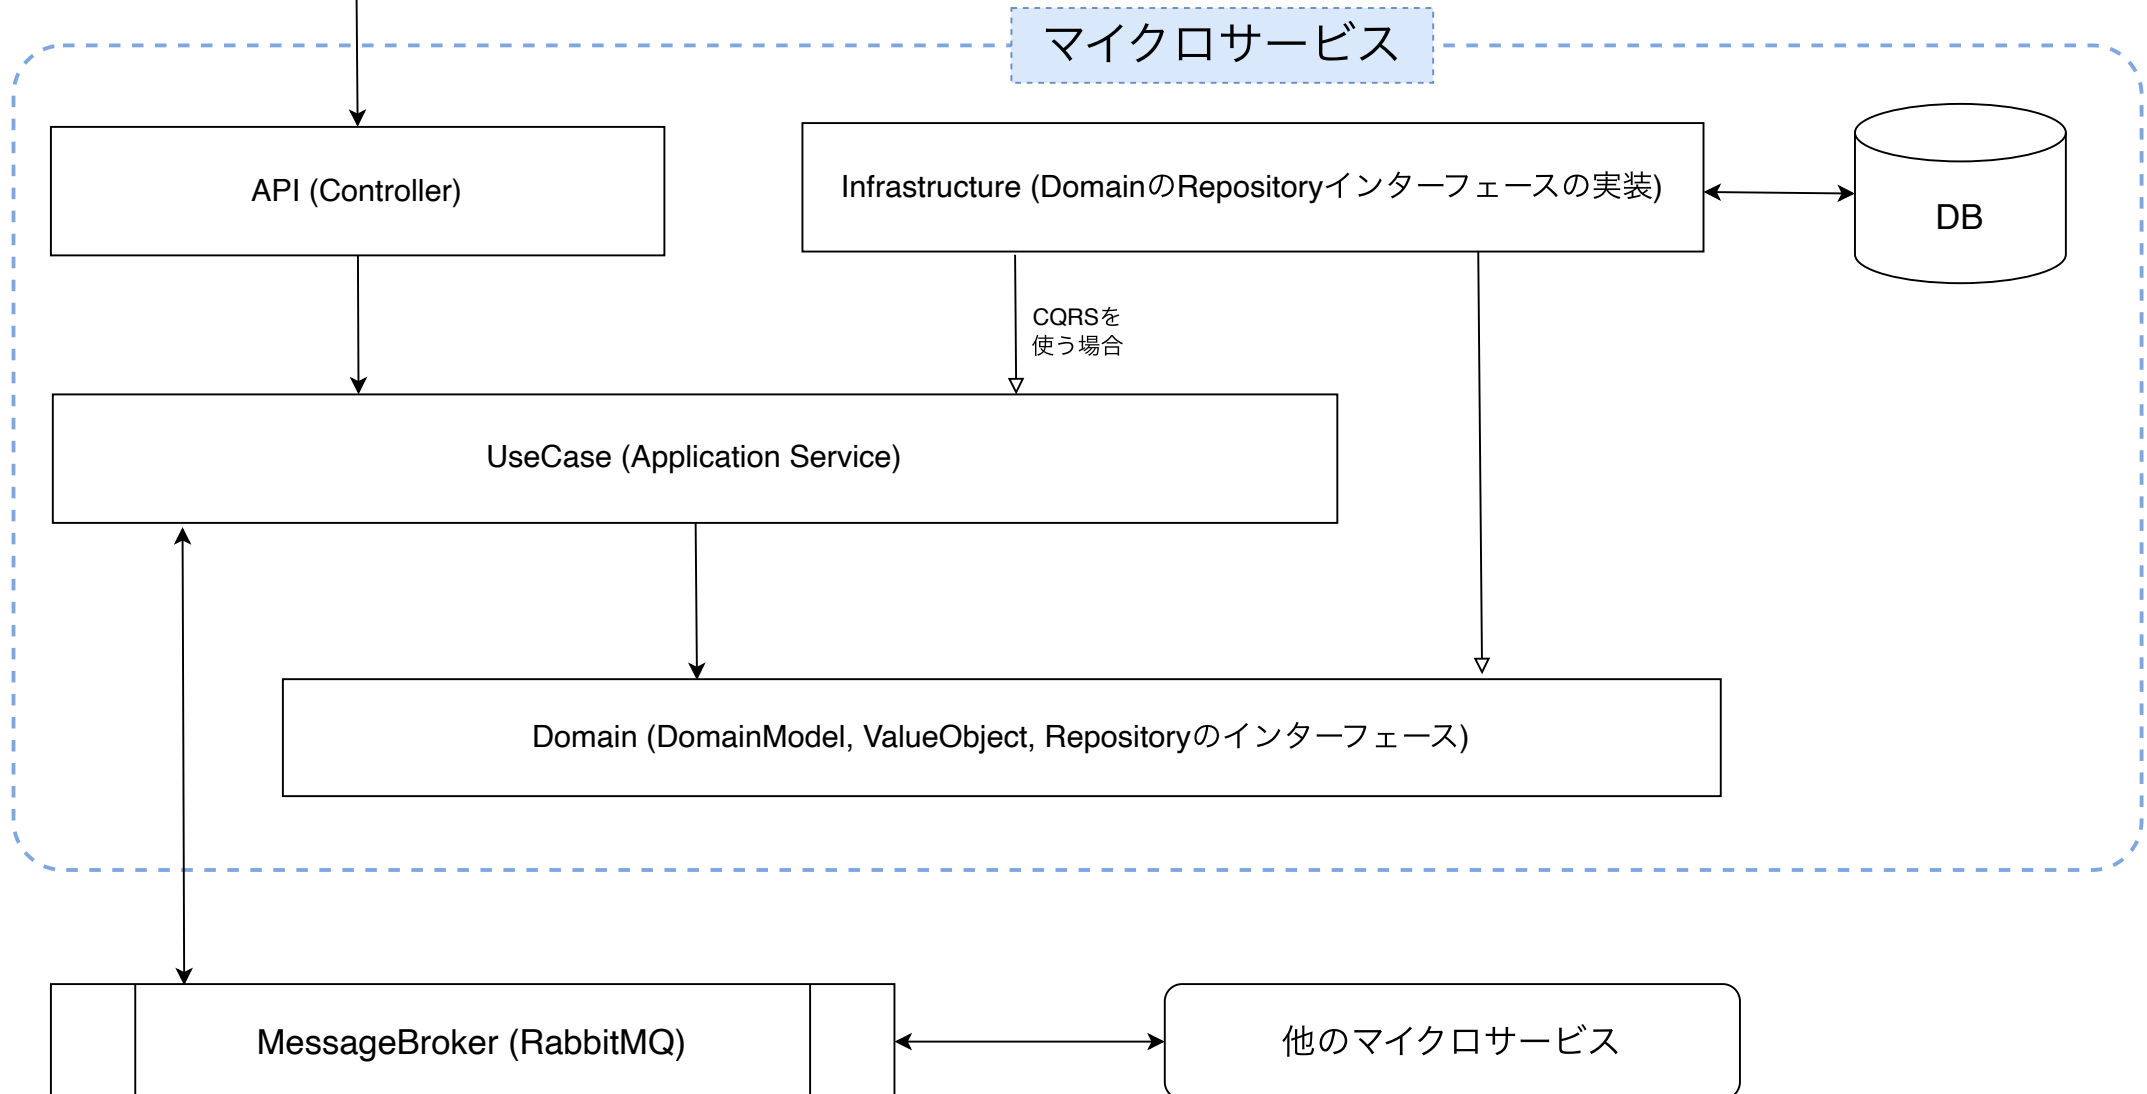 マイクロサービス
API (Controller)
Infrastructure (DomainのRepositoryインターフェースの実装)
DB
CQRSを
使う場合
UseCase (Application Service)
Domain (DomainModel, ValueObject, Repositoryのインターフェース)
MessageBroker (RabbitMQ)
他のマイクロサービス